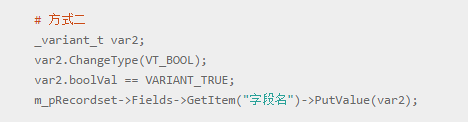 # 方式二
_variant_t var2;
var2.ChangeType(VT_BOOL);
var2.boolVal == VARIANT_TRUE;
m_pRecordset->Fields->GetItem("字段名")->PutValue(var2);